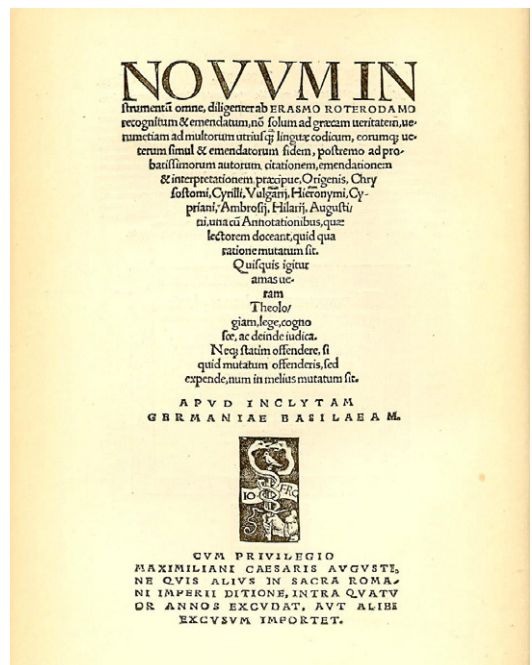 NOVVM IN
ſtrumentū omne, diligenter ab ERASMO ROTERODAMO
recognitum & emendatum, nō ſolum ad græcam ueritatem, ue-
rumetiam ad multorum utriuſq; linguæ codicum, eorumq; ue-
terum ſimul & emendatorum fidem, poſtremo ad pro-
batiſſimorum autorum citationem, emendationem
& interpretationem, præcipue, Origenis, Chry
ſoſtomi, Cyrilli, Vulgarij, Hieronymi, Cy-
priani, Ambroſij, Hilarij, Auguſti/
ni, una cū Annotationibus, quæ
lectorem doceant, quid qua
ratione mutatum ſit.
Quiſquis igitur
amas ue-
ram
Theolo/
giam, lege, cogno
ſce, ac deinde iudica.
Neq; ſtatim offendere, ſi
quid mutatum offenderis, ſed
expende, num in melius mutatum ſit.
APVD INCLYTAM
GERMANIAE BASILAEAM.
IO FRO
CVM PRIVILEGIO
MAXIMILIANI CAESARIS AVGVSTI,
NE QVIS ALIVS IN SACRA ROMA-
NI IMPERII DITIONE, INTRA QVATV
OR ANNOS EXCVDAT, AVT ALIBI
EXCVSVM IMPORTET.